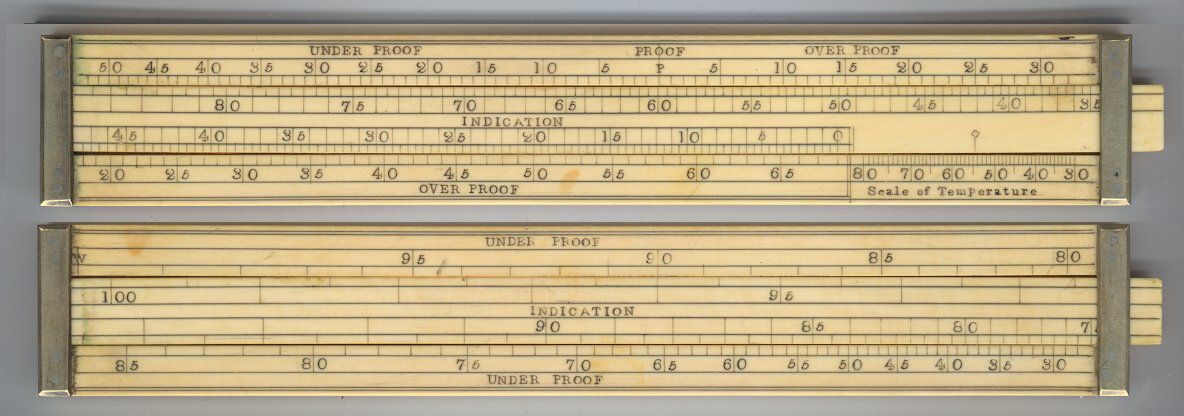 UNDER PROOF PROOF OVER PROOF
50 45 40 35 30 25 20 15 10 5 P 5 10 15 20 25 30
80 75 70 65 60 55 50 45 40 35
INDICATION
45 40 35 30 25 20 15 10 5 0
20 25 30 35 40 45 50 55 60 65 80 70 60 50 40 30
OVER PROOF Scale of Temperature
UNDER PROOF
W 95 90 85 80
100 95
INDICATION
90 85 80 7
85 80 75 70 65 60 55 50 45 40 35 30
UNDER PROOF